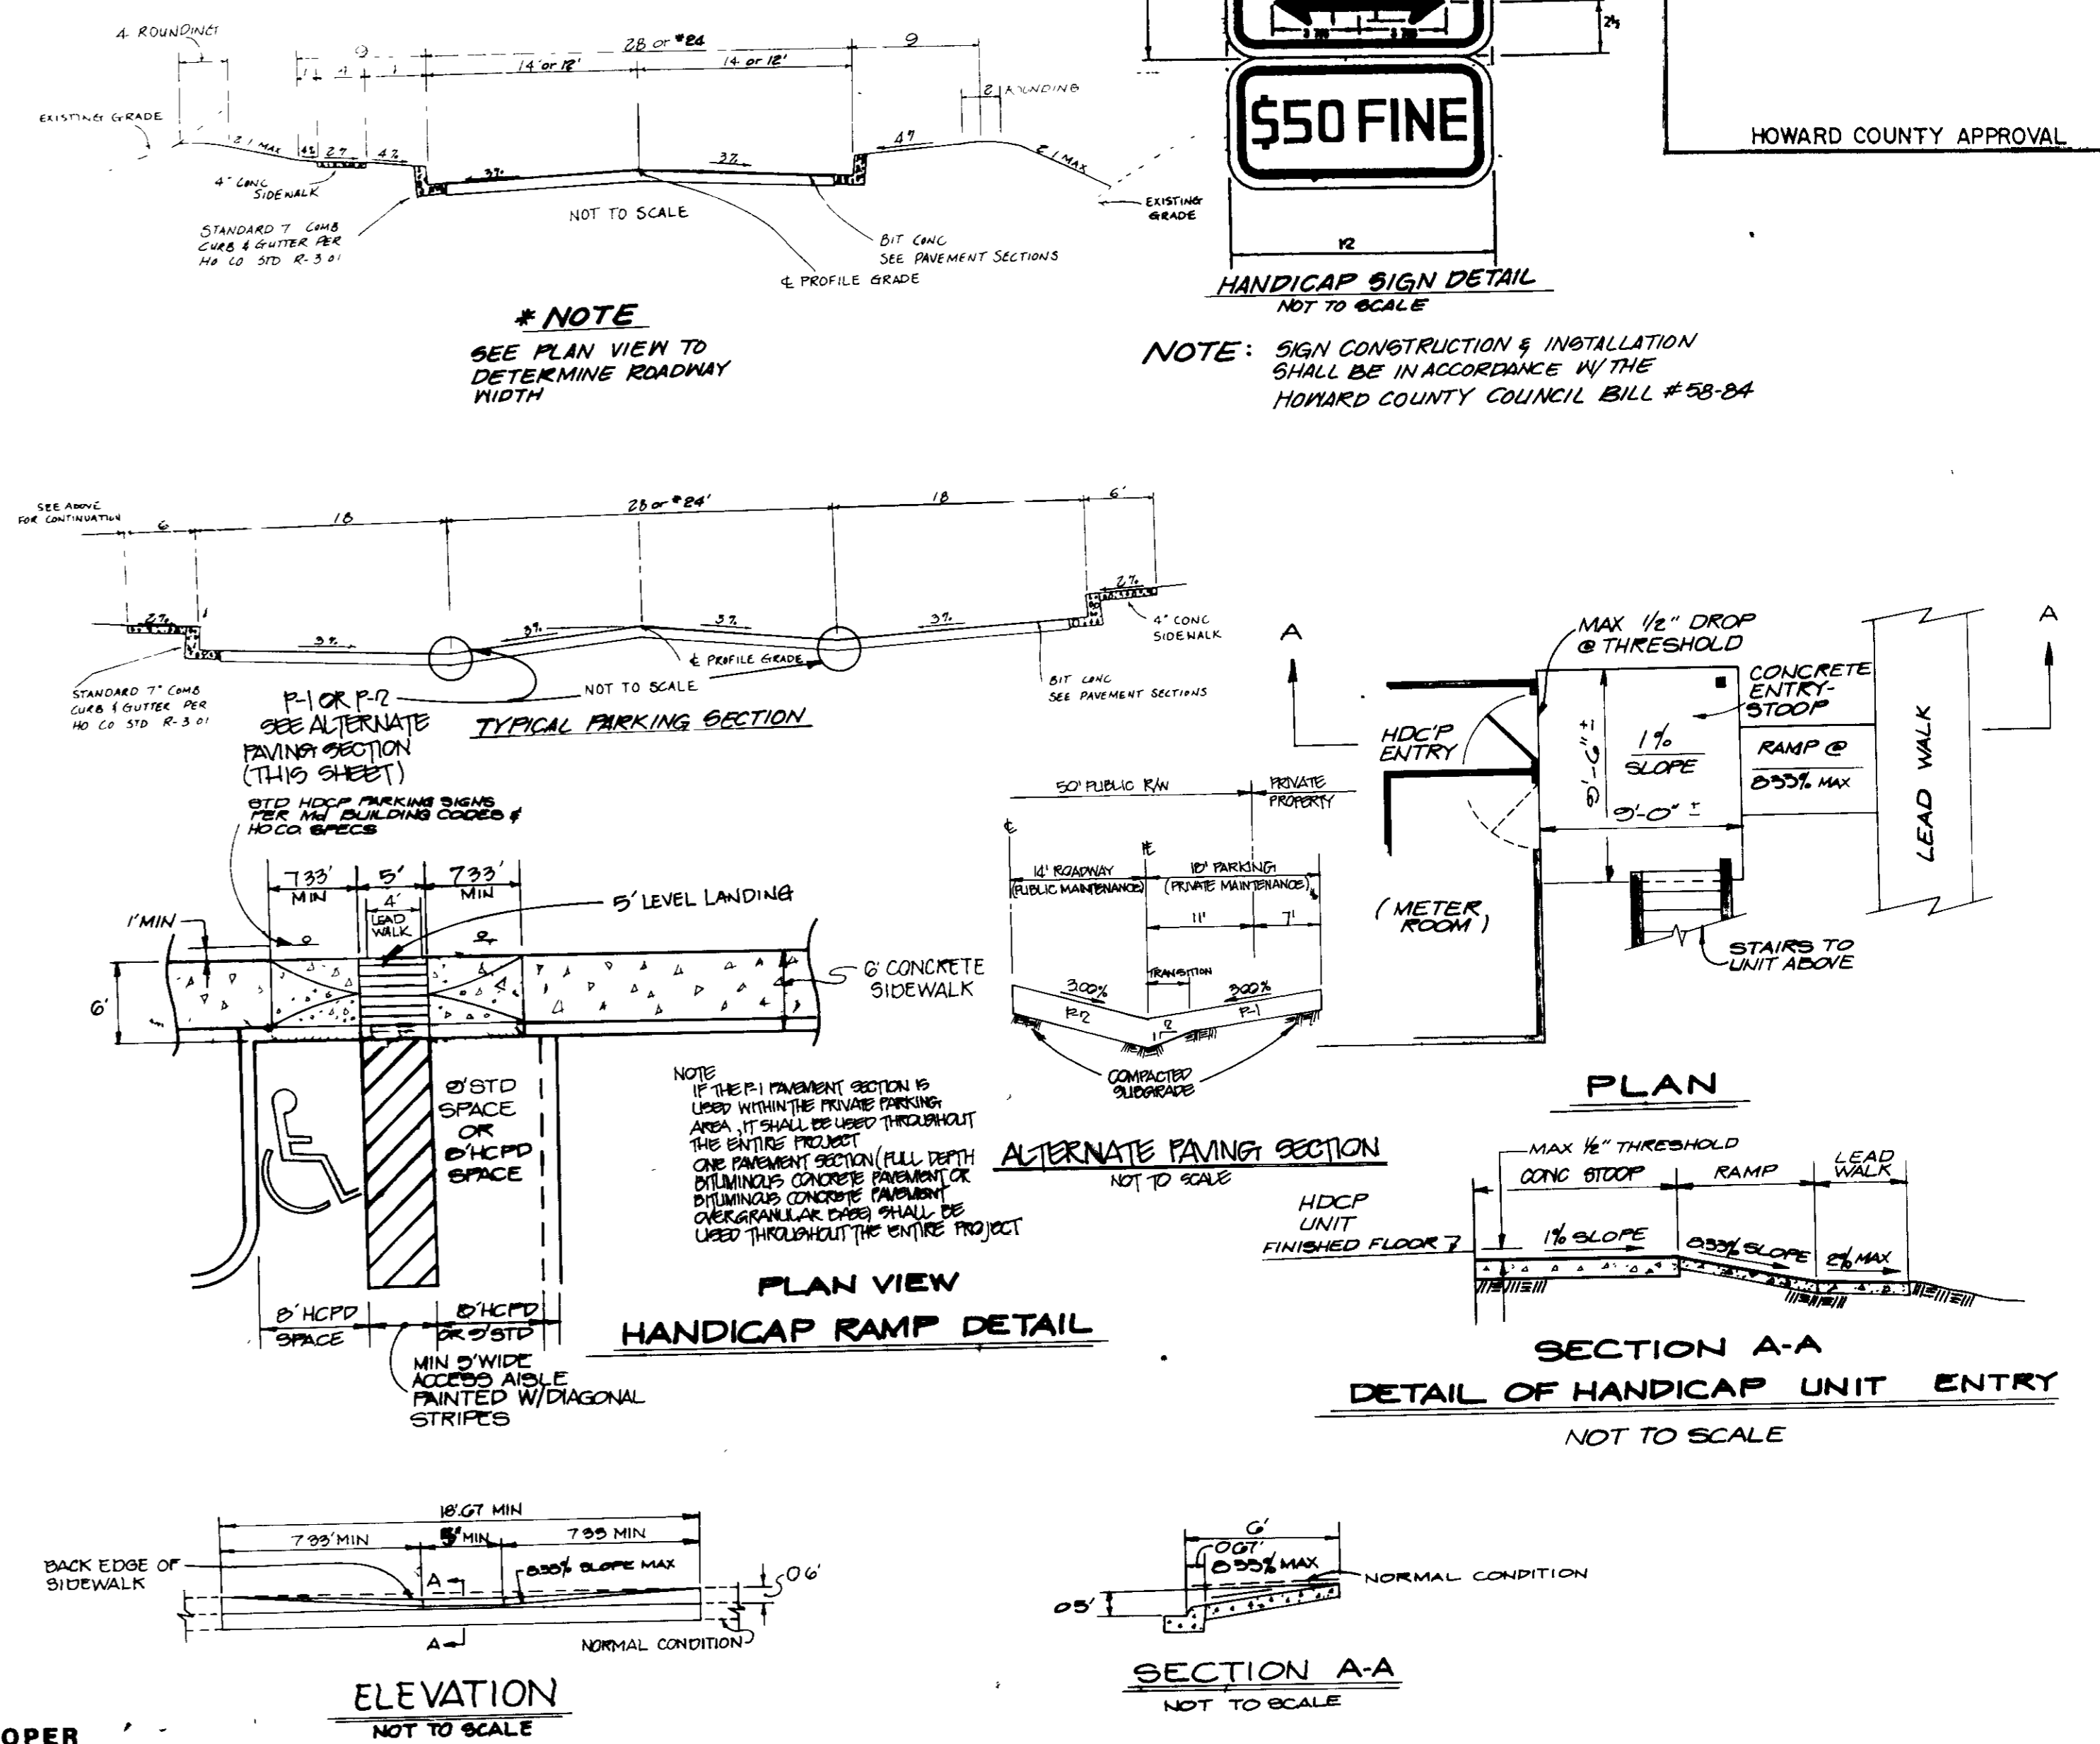 4 ROUNDING
9
28 or *24
9
14 or 12'
14 or 12'
1 4 1
2 ROUNDING
EXISTING GRADE
2:1 MAX
4%
2%
4%
3%
3%
4%
2:1 MAX
4" CONC
SIDEWALK
EXISTING
GRADE
NOT TO SCALE
STANDARD 7 COMB
CURB & GUTTER PER
HO CO STD R-3 01
BIT CONC
SEE PAVEMENT SECTIONS
℄ PROFILE GRADE
* NOTE
SEE PLAN VIEW TO
DETERMINE ROADWAY
WIDTH
2½
$50 FINE
12
HANDICAP SIGN DETAIL
NOT TO SCALE
NOTE: SIGN CONSTRUCTION & INSTALLATION
SHALL BE IN ACCORDANCE W/ THE
HOWARD COUNTY COUNCIL BILL #58-84
HOWARD COUNTY APPROVAL
SEE ABOVE
FOR CONTINUATION
6
18
28 or *24'
18
6'
2%
3%
3%
3%
3%
2%
4" CONC
SIDEWALK
℄ PROFILE GRADE
NOT TO SCALE
BIT CONC
SEE PAVEMENT SECTIONS
STANDARD 7" COMB
CURB & GUTTER PER
HO CO STD R-3 01
P-1 OR P-2
SEE ALTERNATE
PAVING SECTION
(THIS SHEET)
TYPICAL PARKING SECTION
STD HDCP PARKING SIGNS
PER Md BUILDING CODES &
HO CO. SPECS
733'
MIN
5'
733'
MIN
4'
LEAD
WALK
5' LEVEL LANDING
1' MIN
6'
6' CONCRETE
SIDEWALK
9' STD
SPACE
OR
8' HCPD
SPACE
8' HCPD
SPACE
8' HCPD
OR 9' STD
MIN 5' WIDE
ACCESS AISLE
PAINTED W/DIAGONAL
STRIPES
NOTE
IF THE P-1 PAVEMENT SECTION IS
USED WITHIN THE PRIVATE PARKING
AREA, IT SHALL BE USED THROUGHOUT
THE ENTIRE PROJECT
ONE PAVEMENT SECTION (FULL DEPTH
BITUMINOUS CONCRETE PAVEMENT OR
BITUMINOUS CONCRETE PAVEMENT
OVER GRANULAR BASE) SHALL BE
USED THROUGHOUT THE ENTIRE PROJECT
PLAN VIEW
HANDICAP RAMP DETAIL
50' PUBLIC R/W
PRIVATE
PROPERTY
℄
14' ROADWAY
(PUBLIC MAINTENANCE)
18' PARKING
(PRIVATE MAINTENANCE)
11'
7'
TRANSITION
3.00%
3.00%
P-2
P-1
2
1
COMPACTED
SUBGRADE
ALTERNATE PAVING SECTION
NOT TO SCALE
A
A
MAX 1/2" DROP
@ THRESHOLD
CONCRETE
ENTRY-
STOOP
HDC'P
ENTRY
9'-6" ±
1%
SLOPE
RAMP @
8.33% MAX
9'-0" ±
LEAD WALK
(METER
ROOM)
STAIRS TO
UNIT ABOVE
PLAN
MAX ½" THRESHOLD
CONC STOOP
RAMP
LEAD
WALK
HDCP
UNIT
FINISHED FLOOR
1% SLOPE
8.33% SLOPE
2% MAX
SECTION A-A
DETAIL OF HANDICAP UNIT ENTRY
NOT TO SCALE
18.67 MIN
733' MIN
5' MIN
733 MIN
BACK EDGE OF
SIDEWALK
A
8.33% SLOPE MAX
0 6'
A
NORMAL CONDITION
ELEVATION
NOT TO SCALE
6'
0 67'
8 33% MAX
NORMAL CONDITION
0 5'
SECTION A-A
NOT TO SCALE
OPER